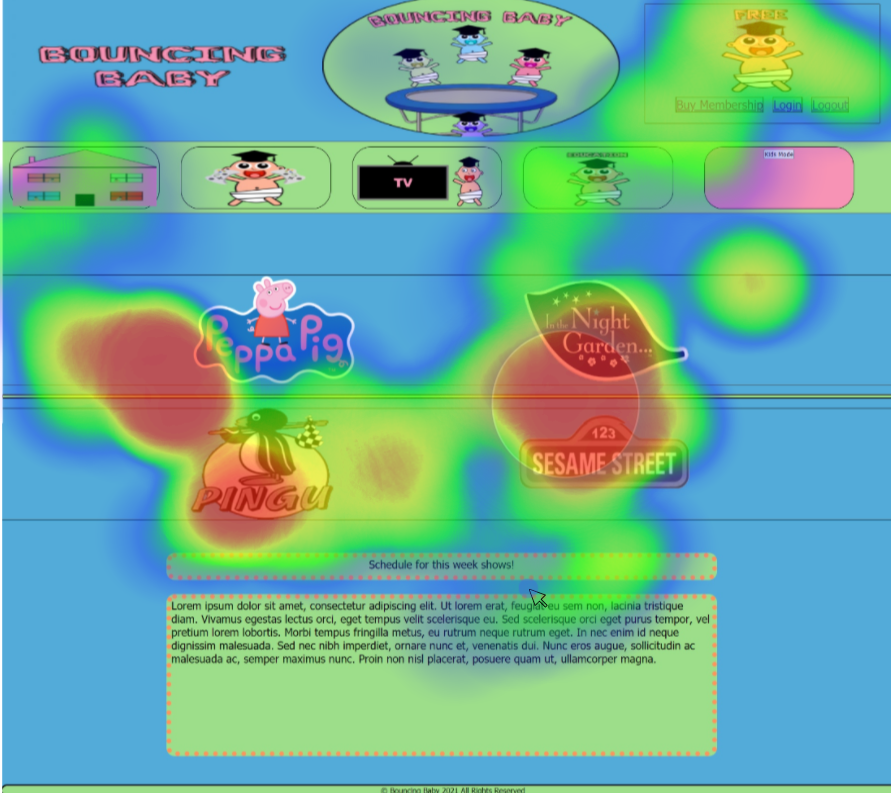 BOUNCING
BABY
BOUNCING BABY
FREE
Buy Membership Login Logout
TV
Kids Mode
Peppa Pig
In the Night
Garden...
PINGU
123
SESAME STREET
Schedule for this week shows!
Lorem ipsum dolor sit amet, consectetur adipiscing elit. Ut lorem erat, feugiat eu sem non, lacinia tristique
diam. Vivamus egestas lectus orci, eget tempus velit scelerisque eu. Sed scelerisque orci eget purus tempor, vel
pretium lorem lobortis. Morbi tempus fringilla metus, eu rutrum neque rutrum eget. In nec enim id neque
dignissim malesuada. Sed nec nibh imperdiet, ornare nunc et, venenatis dui. Nunc eros augue, sollicitudin ac
malesuada ac, semper maximus nunc. Proin non nisl placerat, posuere quam ut, ullamcorper magna.
© Bouncing Baby 2021 All Rights Reserved